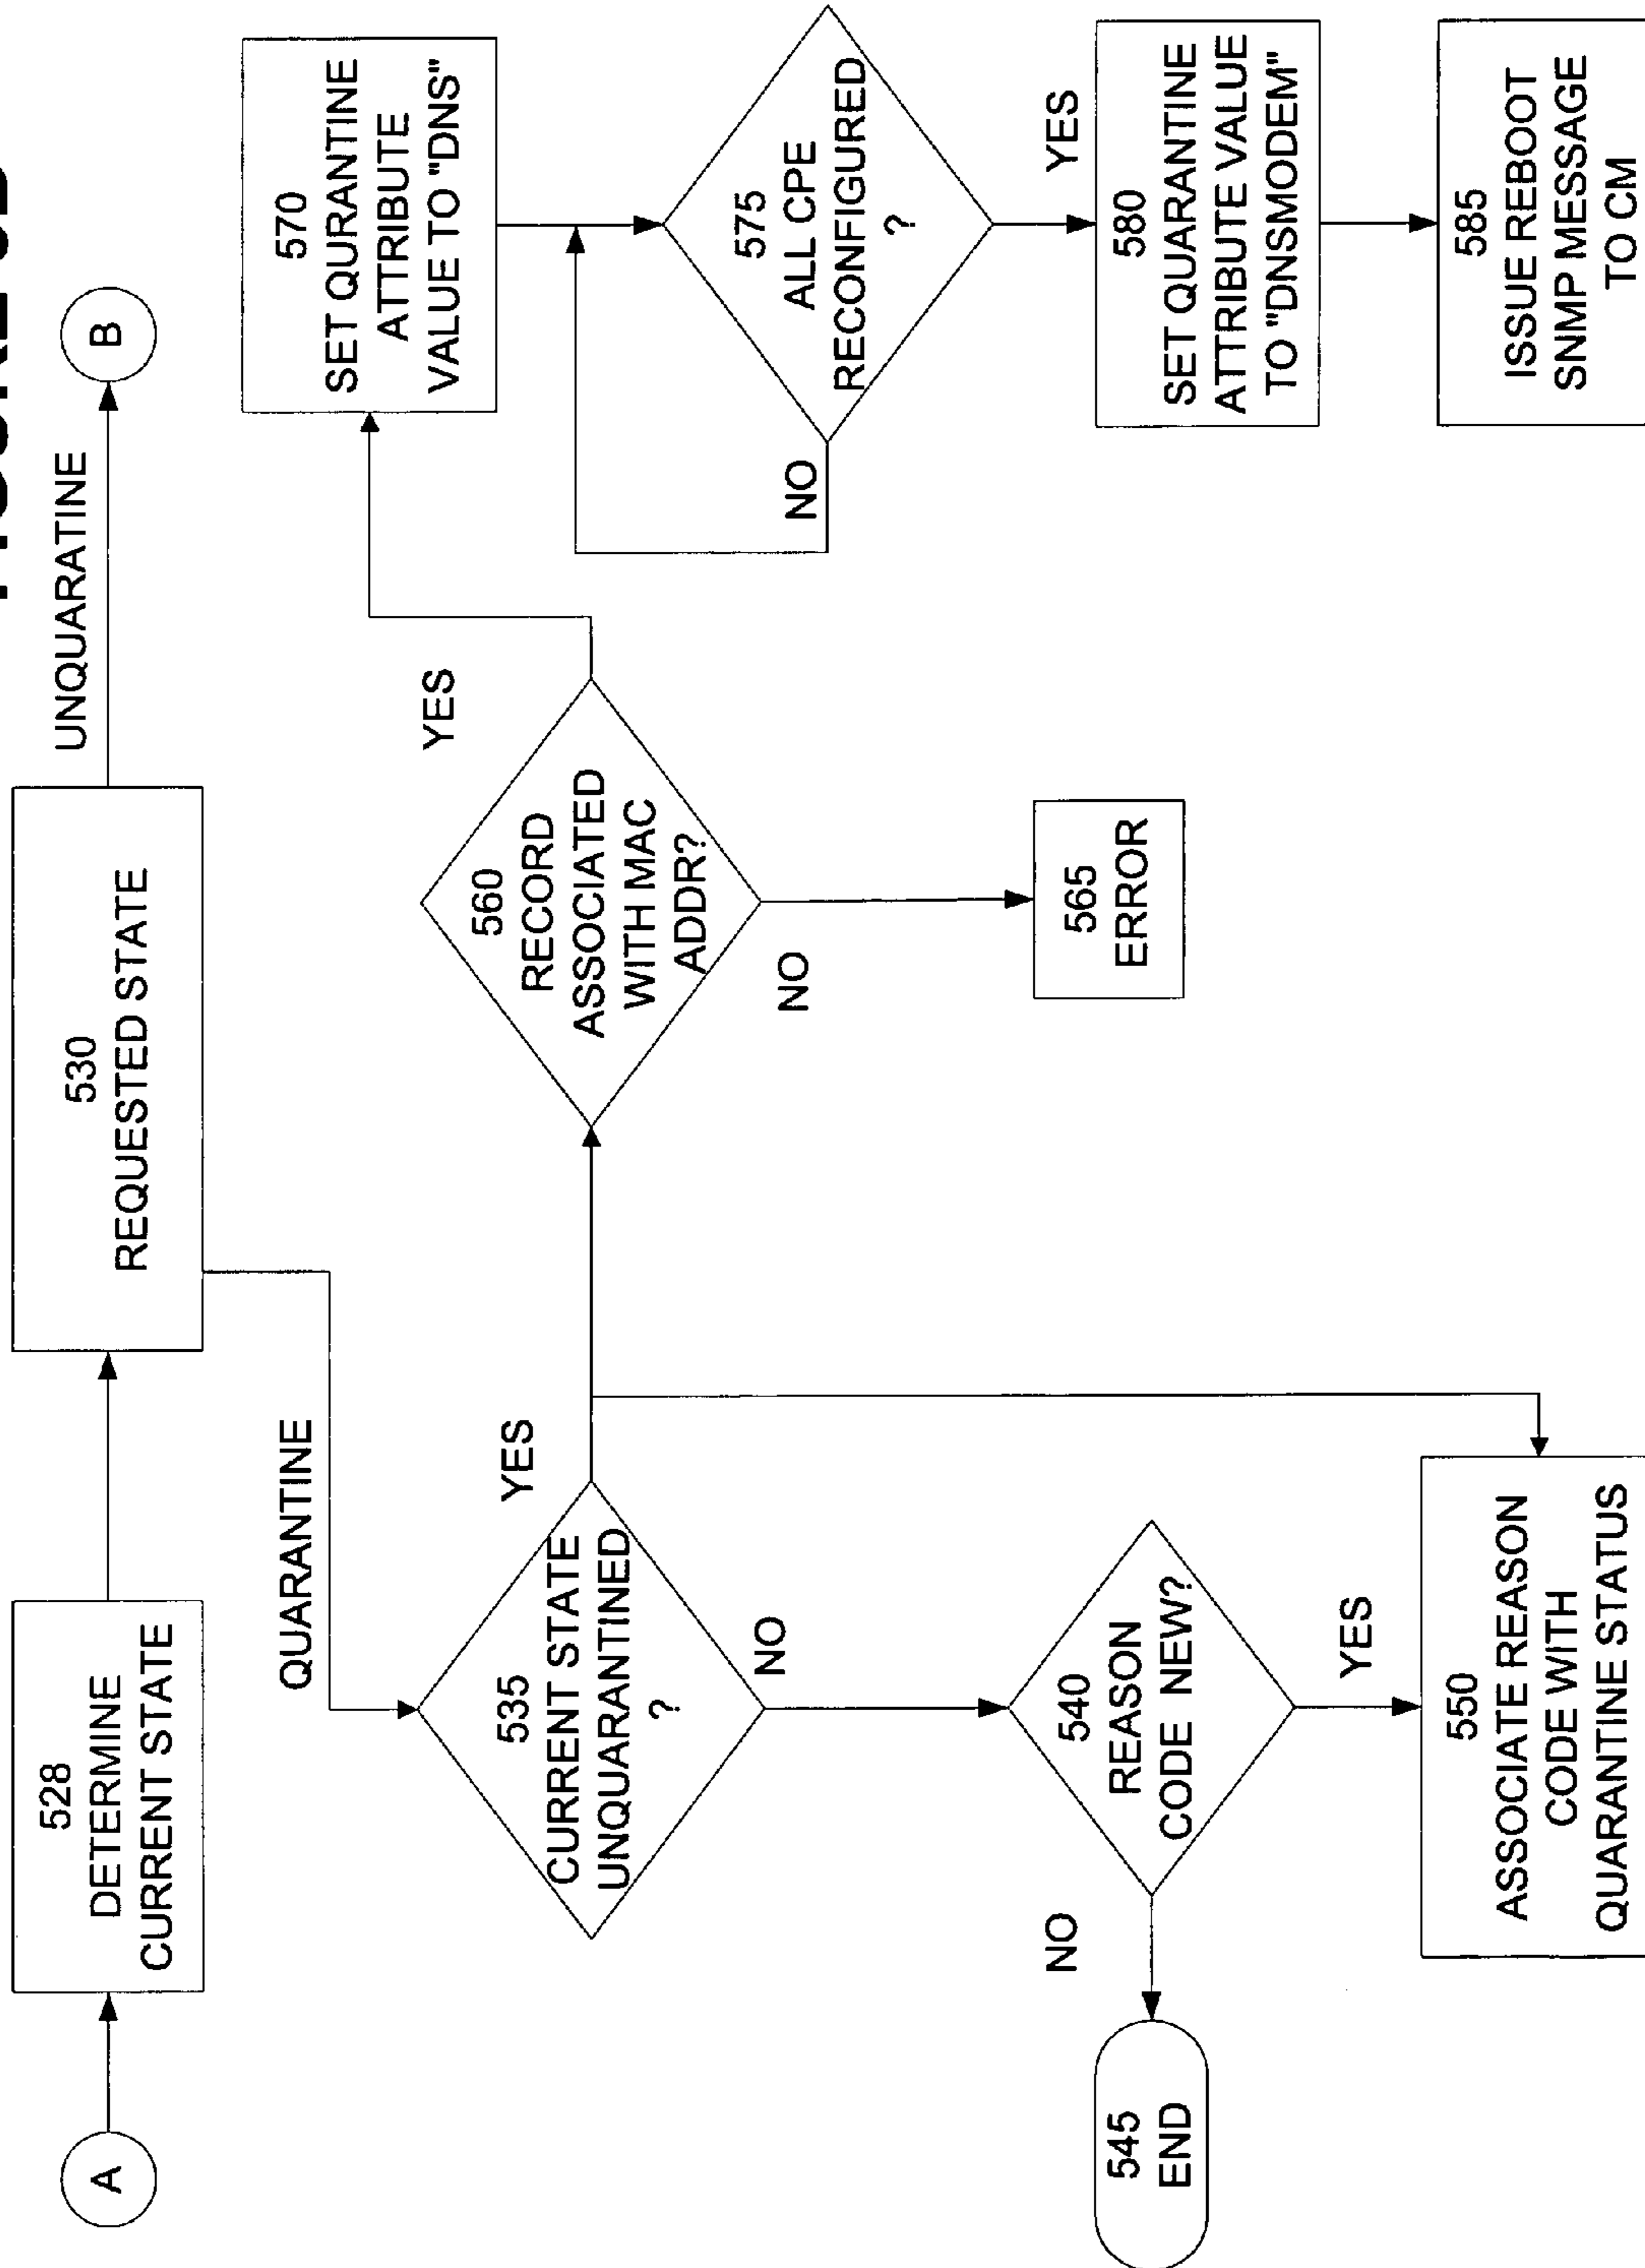 UNQUARATINE
A
528
DETERMINE
CURRENT STATE
530
REQUESTED STATE
B
QUARANTINE
535
CURRENT STATE
UNQUARANTINED
?
YES
NO
540
REASON
CODE NEW?
NO
YES
545
END
550
ASSOCIATE REASON
CODE WITH
QUARANTINE STATUS
560
RECORD
ASSOCIATED
WITH MAC
ADDR?
YES
NO
565
ERROR
570
SET QURANTINE
ATTRIBUTE
VALUE TO "DNS"
575
ALL CPE
RECONFIGURED
?
NO
YES
580
SET QUARANTINE
ATTRIBUTE VALUE
TO "DNSMODEM"
585
ISSUE REBOOT
SNMP MESSAGE
TO CM